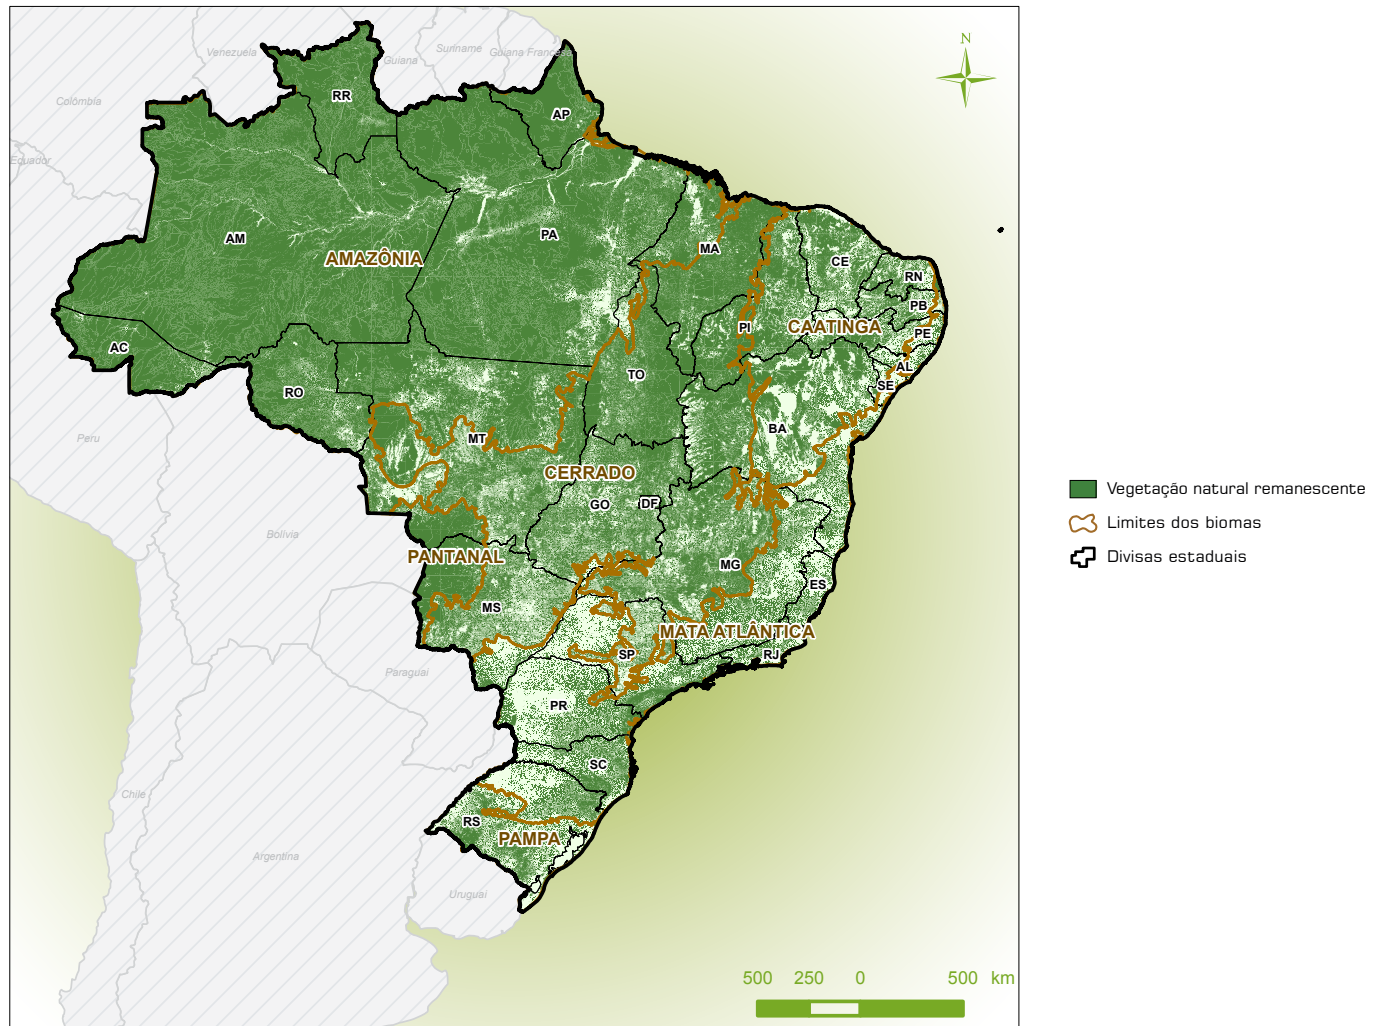 N
Venezuela
Suriname
Guiana Francesa
Guiana
Colômbia
RR
AP
Equador
AM
PA
MA
CE
RN
AMAZÔNIA
PB
PI
CAATINGA
PE
AC
AL
TO
SE
RO
BA
Peru
MT
CERRADO
GO
DF
Vegetação natural remanescente
Limites dos biomas
Bolívia
PANTANAL
Divisas estaduais
MG
ES
MS
MATA ATLÂNTICA
SP
RJ
Paraguai
PR
SC
Chile
RS
PAMPA
Argentina
Uruguai
500 250 0 500 km